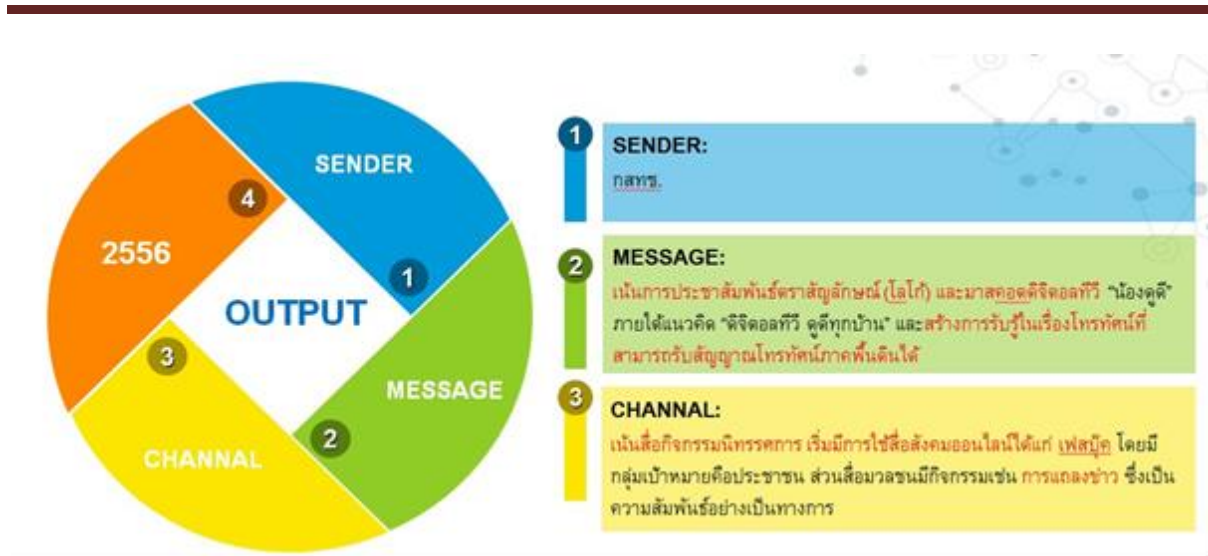 SENDER
4
2556
1
OUTPUT
3
MESSAGE
2
CHANNAL
1
SENDER:
กสทช.
2
MESSAGE:
เน้นการประชาสัมพันธ์ตราสัญลักษณ์ (โลโก้) และมาสคอตดิจิตอลทีวี "น้องดูดี"
ภายใต้แนวคิด "ดิจิตอลทีวี ดูดีทุกบ้าน" และสร้างการรับรู้ในเรื่องโทรทัศน์ที่
สามารถรับสัญญาณโทรทัศน์ภาคพื้นดินได้
3
CHANNAL:
เน้นสื่อกิจกรรมนิทรรศการ เริ่มมีการใช้สื่อสังคมออนไลน์ได้แก่ เฟสบุ๊ค โดยมี
กลุ่มเป้าหมายคือประชาชน ส่วนสื่อมวลชนมีกิจกรรมเช่น การแถลงข่าว ซึ่งเป็น
ความสัมพันธ์อย่างเป็นทางการ